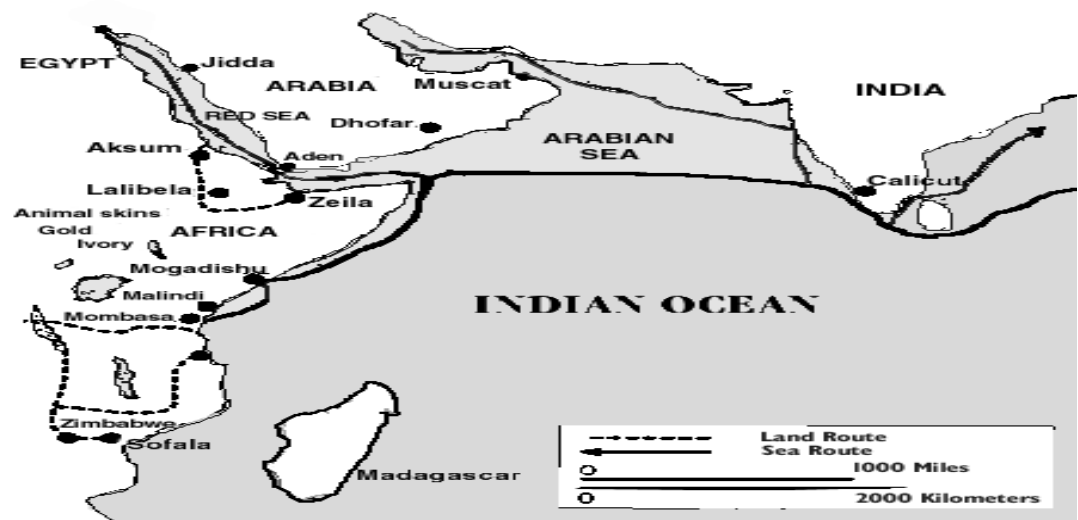 EGYPT
Jidda
ARABIA
Muscat
INDIA
RED SEA
Dhofar
ARABIAN
SEA
Aksum
Aden
Calicut
Lalibela
Zeila
Animal skins
Gold
Ivory
AFRICA
Mogadishu
Malindi
Mombasa
INDIAN OCEAN
Zimbabwe
Sofala
Madagascar
Land Route
Sea Route
0 1000 Miles
0 2000 Kilometers